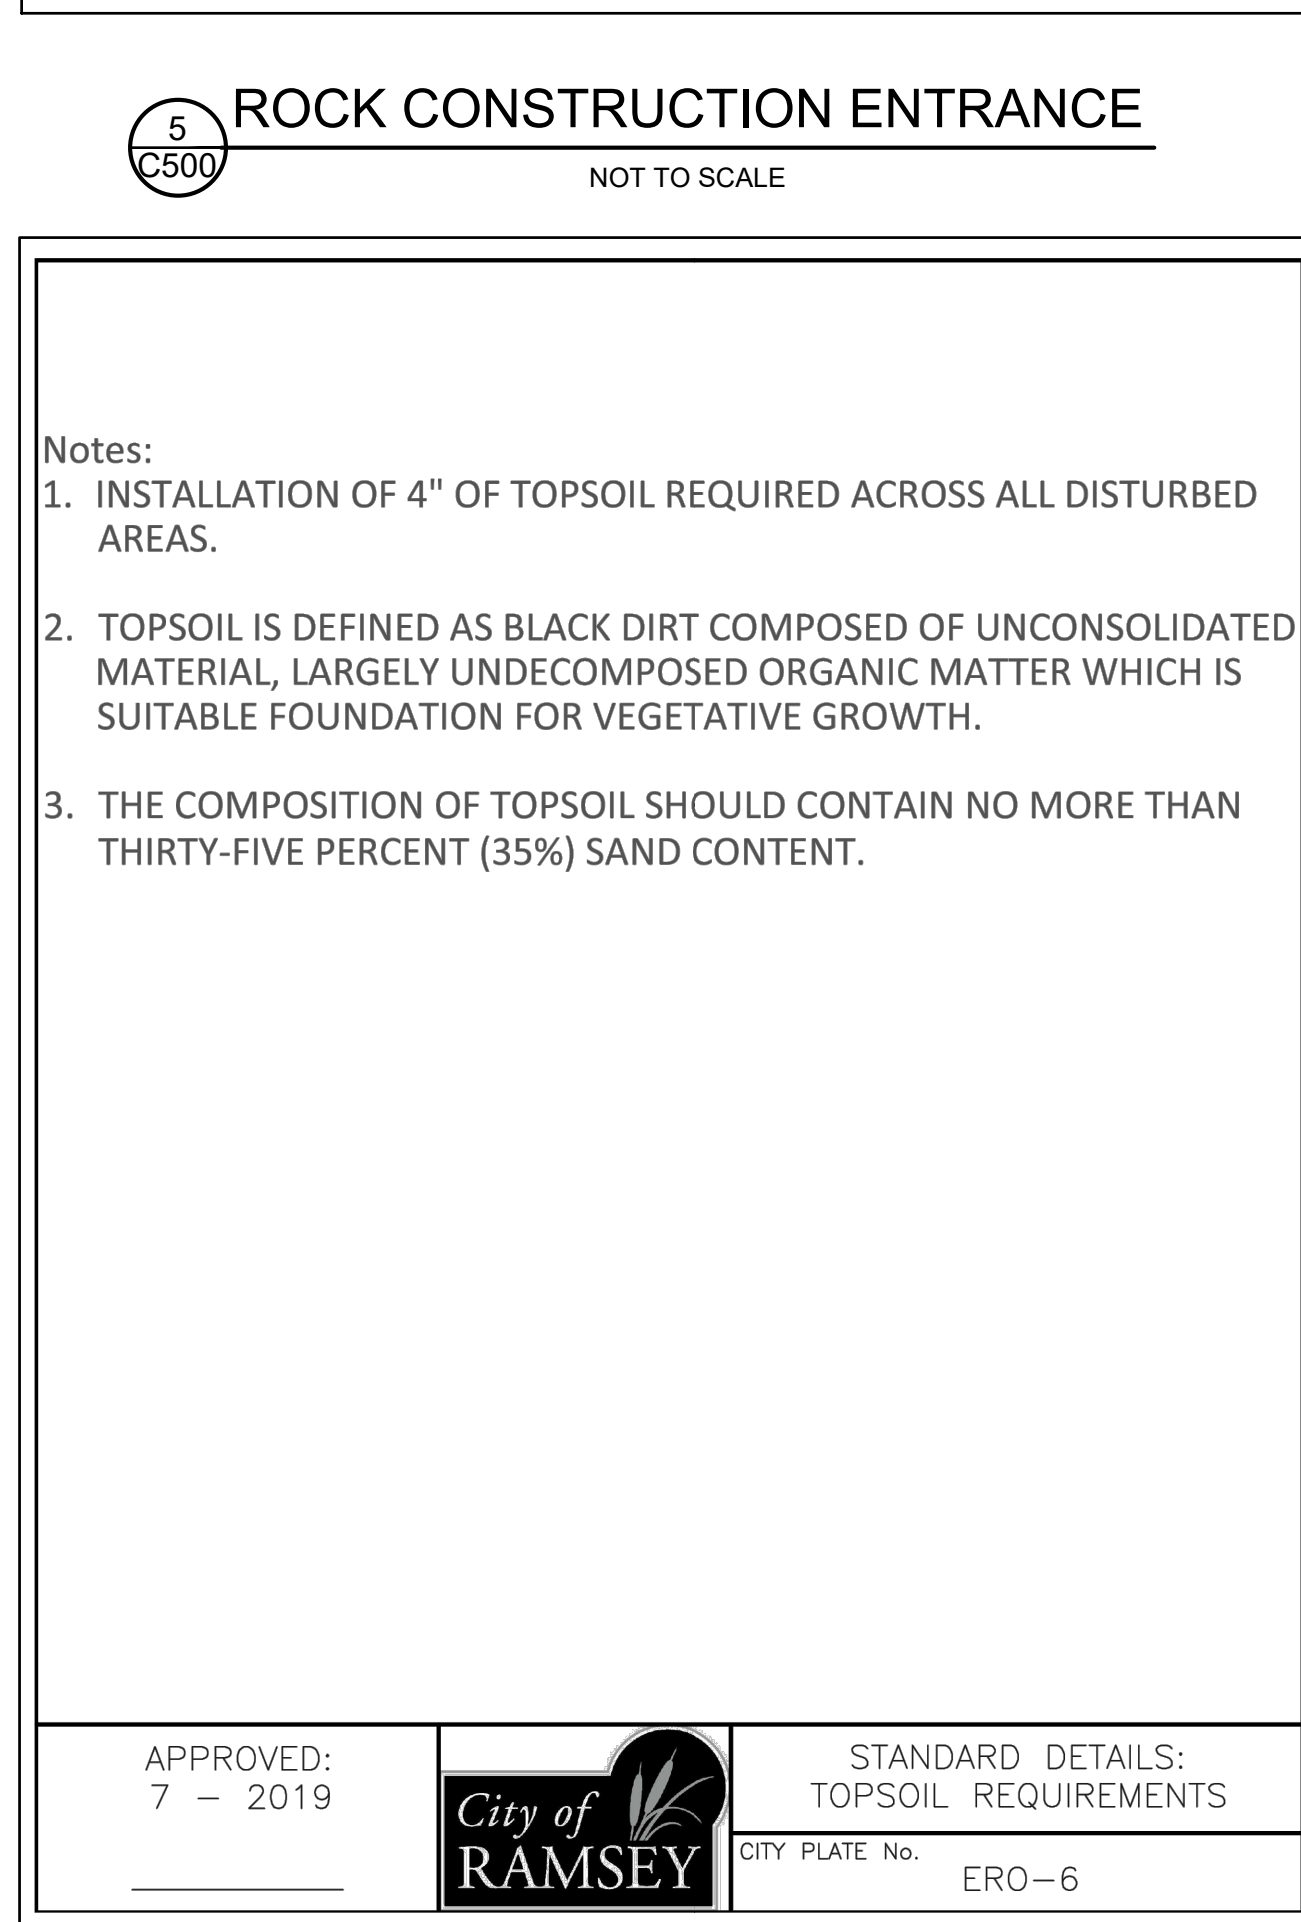 5
C500
ROCK CONSTRUCTION ENTRANCE
NOT TO SCALE
Notes:
1. INSTALLATION OF 4" OF TOPSOIL REQUIRED ACROSS ALL DISTURBED
AREAS.
2. TOPSOIL IS DEFINED AS BLACK DIRT COMPOSED OF UNCONSOLIDATED
MATERIAL, LARGELY UNDECOMPOSED ORGANIC MATTER WHICH IS
SUITABLE FOUNDATION FOR VEGETATIVE GROWTH.
3. THE COMPOSITION OF TOPSOIL SHOULD CONTAIN NO MORE THAN
THIRTY-FIVE PERCENT (35%) SAND CONTENT.
APPROVED:
7 - 2019
City of
RAMSEY
STANDARD DETAILS:
TOPSOIL REQUIREMENTS
CITY PLATE No.
ERO-6